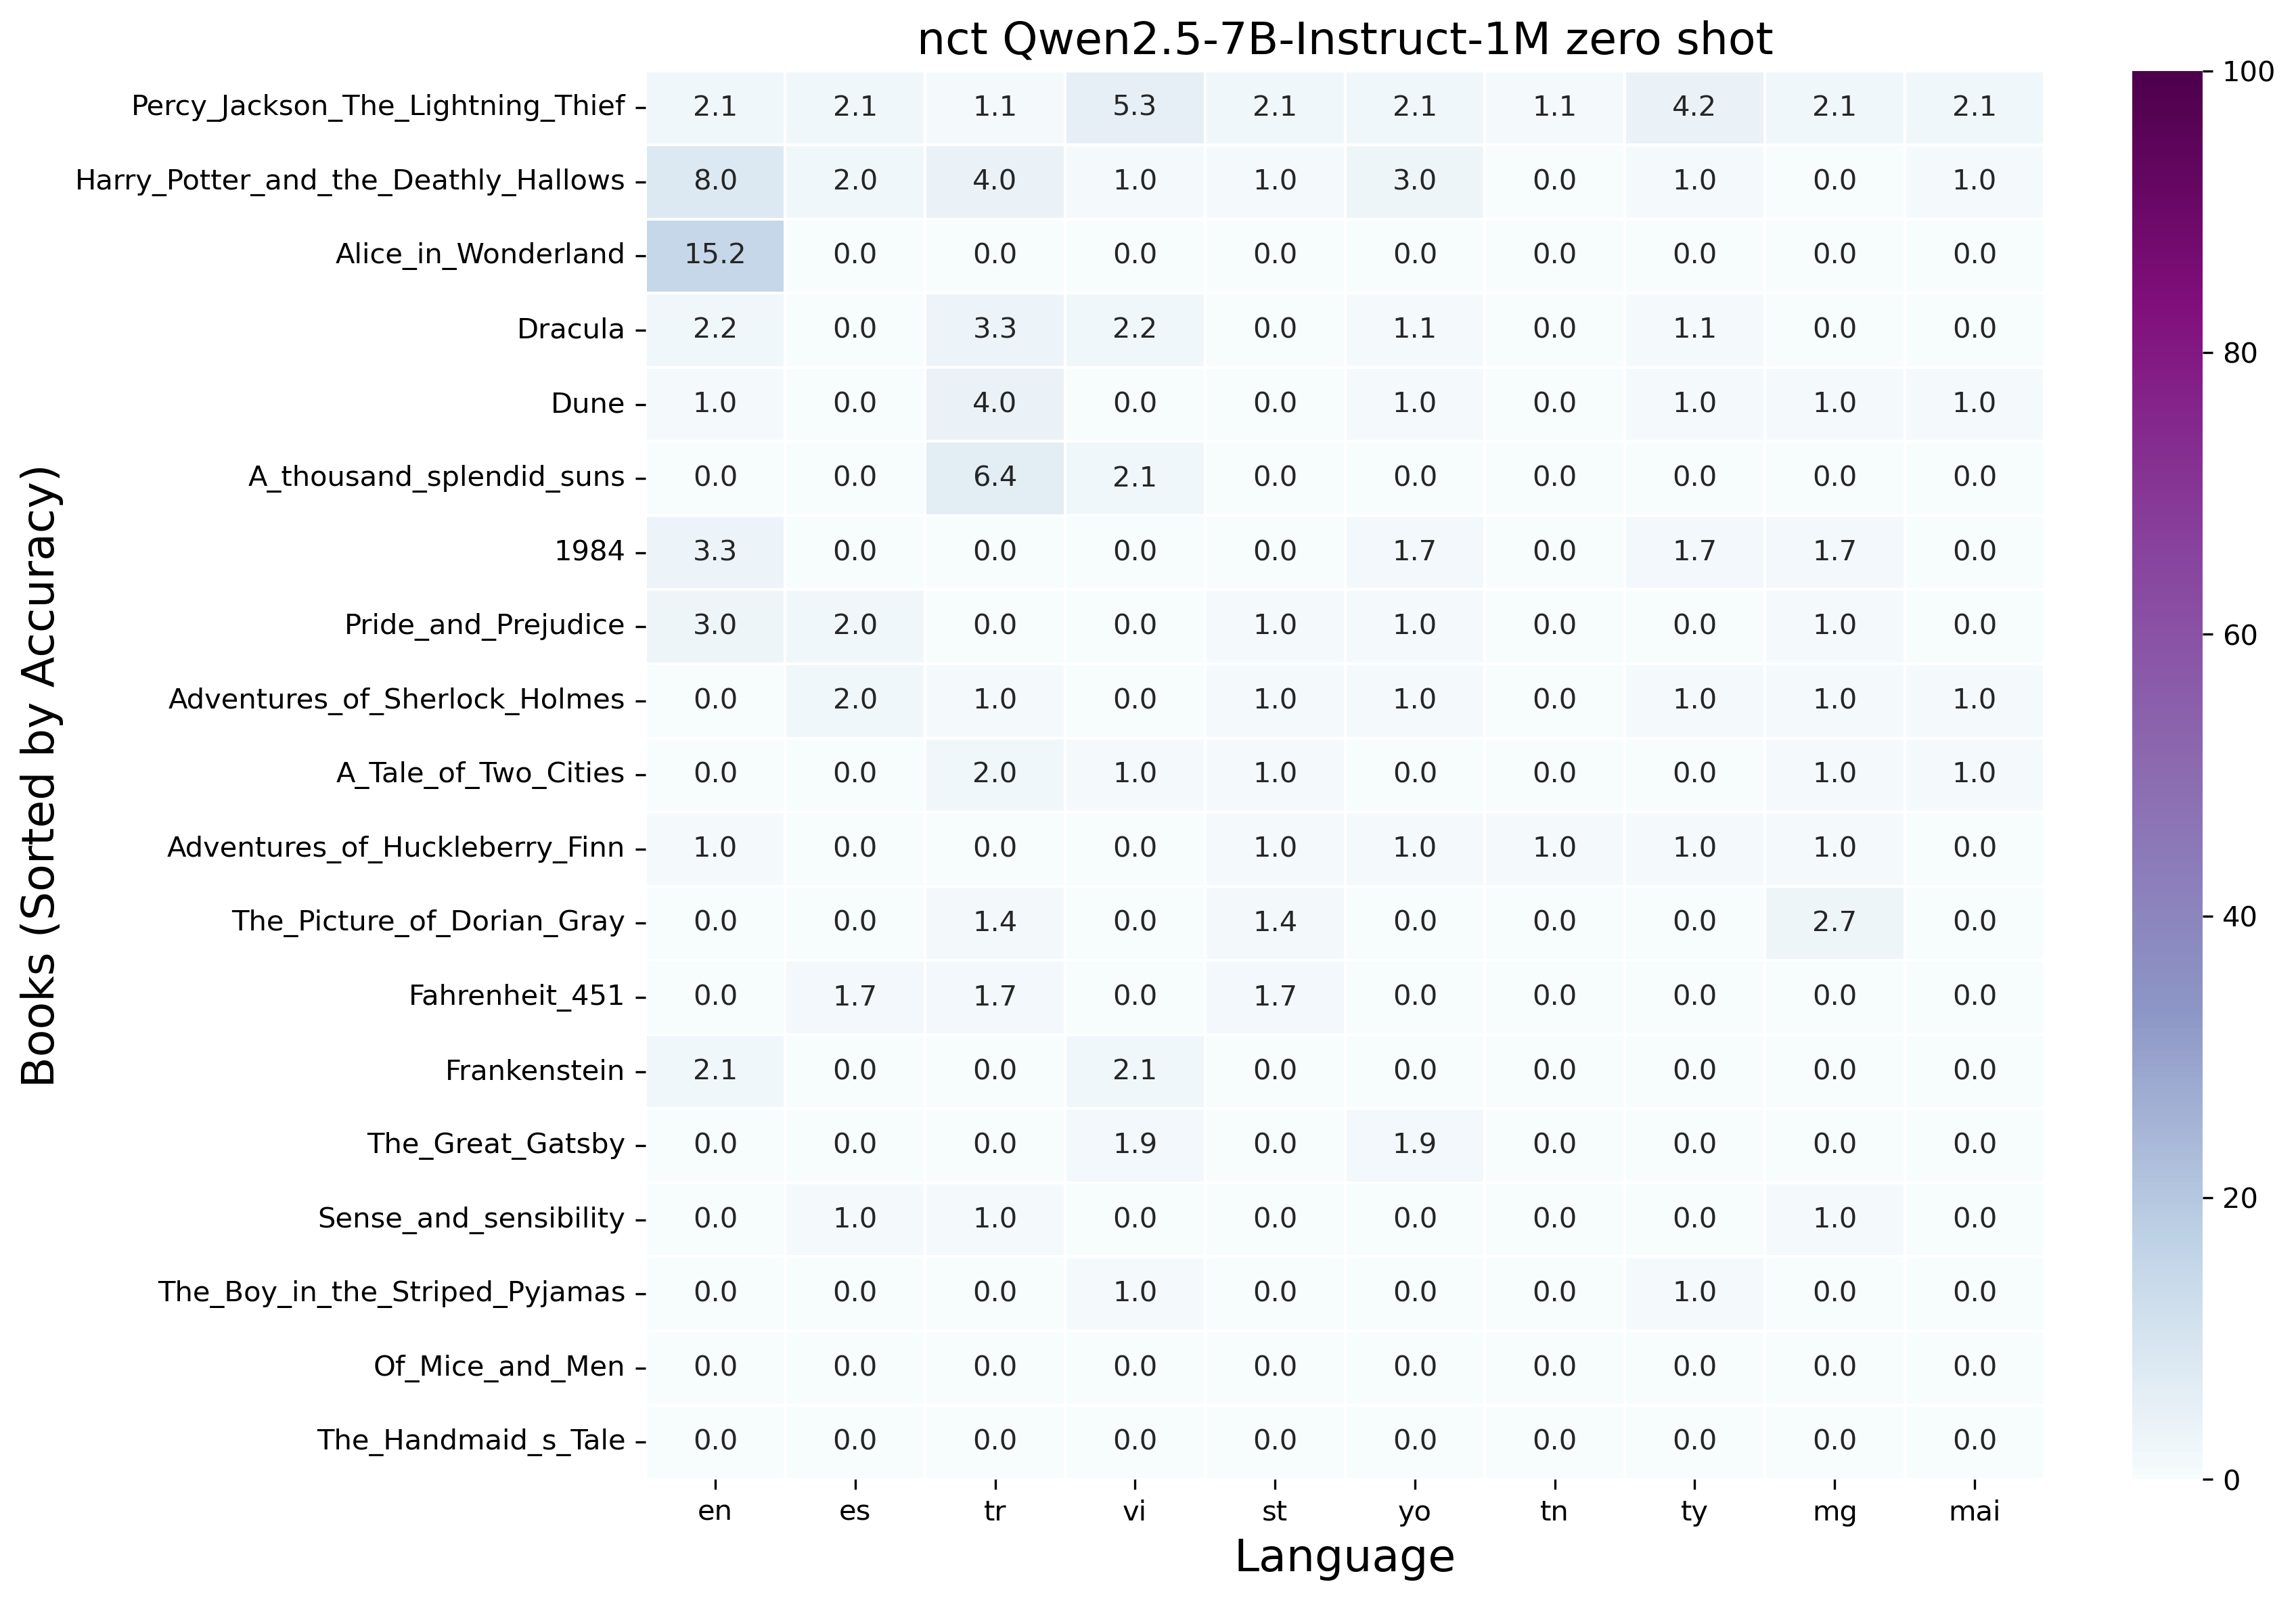 nct Qwen2.5-7B-Instruct-1M zero shot
Books (Sorted by Accuracy)
Percy_Jackson_The_Lightning_Thief 2.1 2.1 1.1 5.3 2.1 2.1 1.1 4.2 2.1 2.1
Harry_Potter_and_the_Deathly_Hallows 8.0 2.0 4.0 1.0 1.0 3.0 0.0 1.0 0.0 1.0
Alice_in_Wonderland 15.2 0.0 0.0 0.0 0.0 0.0 0.0 0.0 0.0 0.0
Dracula 2.2 0.0 3.3 2.2 0.0 1.1 0.0 1.1 0.0 0.0
Dune 1.0 0.0 4.0 0.0 0.0 1.0 0.0 1.0 1.0 1.0
A_thousand_splendid_suns 0.0 0.0 6.4 2.1 0.0 0.0 0.0 0.0 0.0 0.0
1984 3.3 0.0 0.0 0.0 0.0 1.7 0.0 1.7 1.7 0.0
Pride_and_Prejudice 3.0 2.0 0.0 0.0 1.0 1.0 0.0 0.0 1.0 0.0
Adventures_of_Sherlock_Holmes 0.0 2.0 1.0 0.0 1.0 1.0 0.0 1.0 1.0 1.0
A_Tale_of_Two_Cities 0.0 0.0 2.0 1.0 1.0 0.0 0.0 0.0 1.0 1.0
Adventures_of_Huckleberry_Finn 1.0 0.0 0.0 0.0 1.0 1.0 1.0 1.0 1.0 0.0
The_Picture_of_Dorian_Gray 0.0 0.0 1.4 0.0 1.4 0.0 0.0 0.0 2.7 0.0
Fahrenheit_451 0.0 1.7 1.7 0.0 1.7 0.0 0.0 0.0 0.0 0.0
Frankenstein 2.1 0.0 0.0 2.1 0.0 0.0 0.0 0.0 0.0 0.0
The_Great_Gatsby 0.0 0.0 0.0 1.9 0.0 1.9 0.0 0.0 0.0 0.0
Sense_and_sensibility 0.0 1.0 1.0 0.0 0.0 0.0 0.0 0.0 1.0 0.0
The_Boy_in_the_Striped_Pyjamas 0.0 0.0 0.0 1.0 0.0 0.0 0.0 1.0 0.0 0.0
Of_Mice_and_Men 0.0 0.0 0.0 0.0 0.0 0.0 0.0 0.0 0.0 0.0
The_Handmaid_s_Tale 0.0 0.0 0.0 0.0 0.0 0.0 0.0 0.0 0.0 0.0
en es tr vi st yo tn ty mg mai
Language
100
80
60
40
20
0